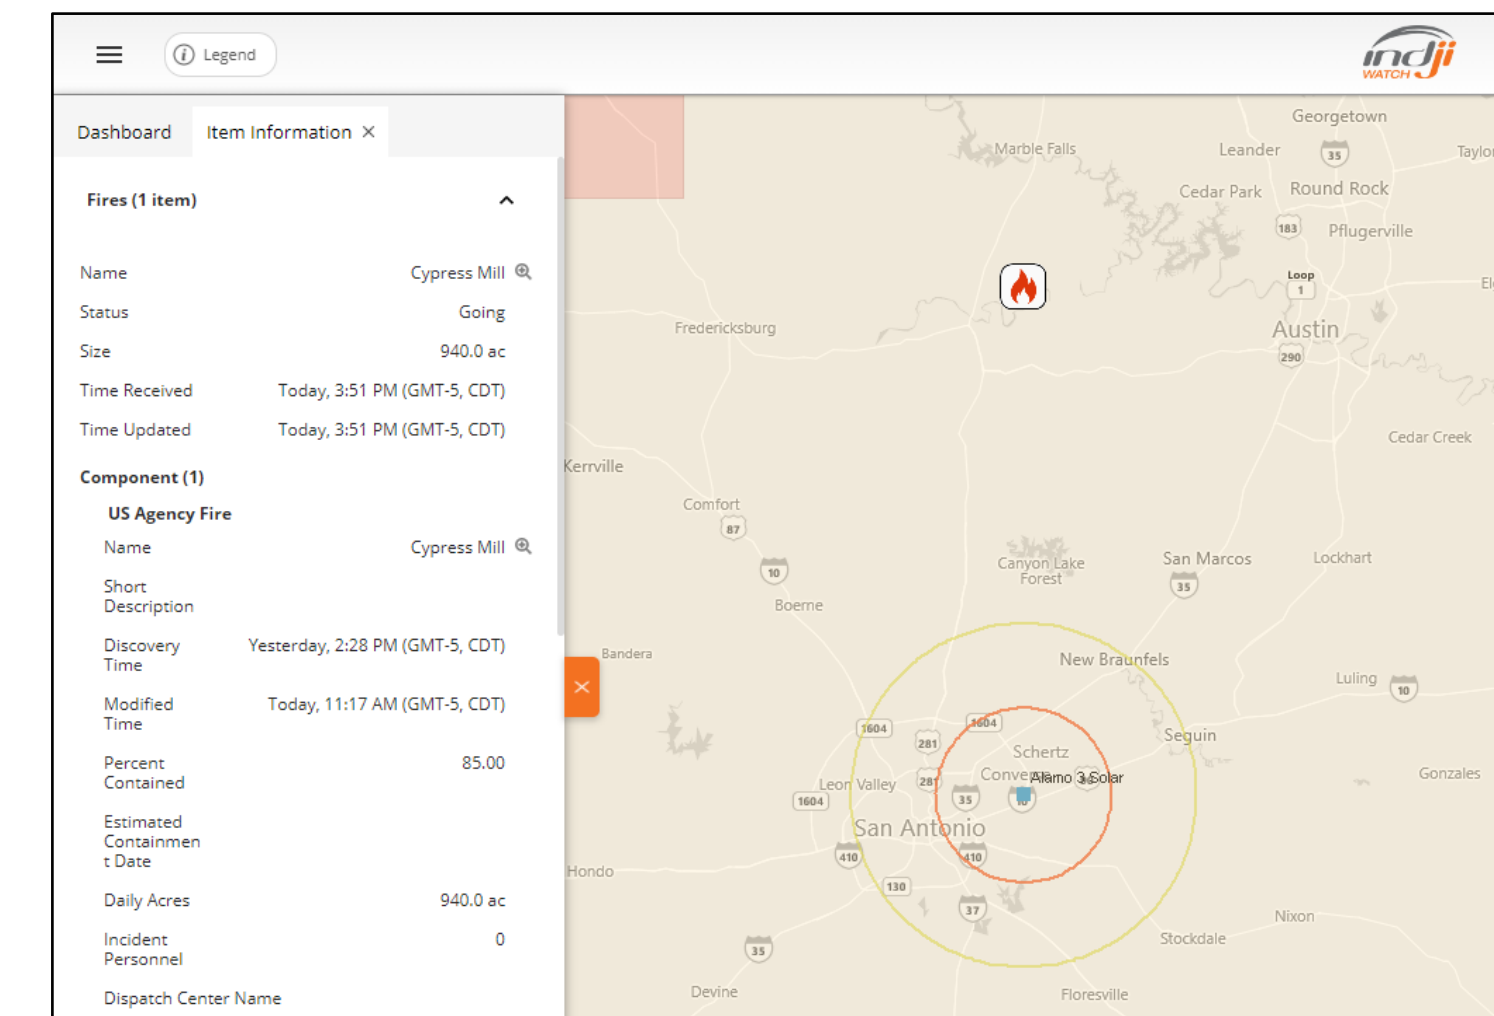 Legend
indji
WATCH
Dashboard
Item Information ×
Fires (1 item)
Name
Cypress Mill
Status
Going
Size
940.0 ac
Time Received
Today, 3:51 PM (GMT-5, CDT)
Time Updated
Today, 3:51 PM (GMT-5, CDT)
Component (1)
US Agency Fire
Name
Cypress Mill
Short
Description
Discovery
Time
Yesterday, 2:28 PM (GMT-5, CDT)
Modified
Time
Today, 11:17 AM (GMT-5, CDT)
Percent
Contained
85.00
Estimated
Containmen
t Date
Daily Acres
940.0 ac
Incident
Personnel
0
Dispatch Center Name
Georgetown
Marble Falls
Leander
35
Taylo
Cedar Park
Round Rock
183
Pflugerville
Loop
1
El
Fredericksburg
Austin
290
Cedar Creek
Kerrville
Comfort
87
10
Canyon Lake
Forest
San Marcos
35
Lockhart
Boerne
Bandera
New Braunfels
Luling
10
1604
1604
281
Seguin
Schertz
Leon Valley
281
Alamo 3 Solar
Gonzales
1604
35
10
San Antonio
410
410
Hondo
130
37
Nixon
Stockdale
35
Devine
Floresville